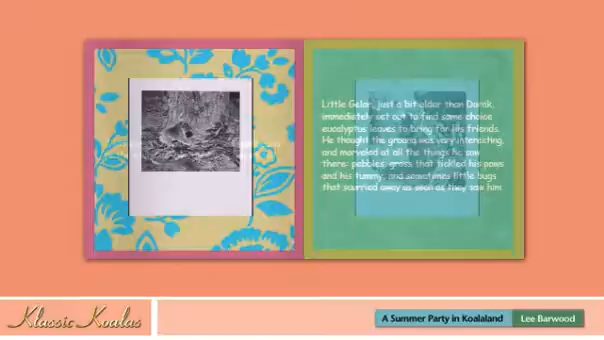 Little Gelar, just a bit older than Darnk,
immediately set out to find some choice
eucalyptus leaves to bring for his friends.
He thought the ground was very interesting,
and marveled at all the things he saw
there: pebbles, grass that tickled his paws
and his tummy, and sometimes little bugs
that scurried away as soon as they saw him
Klassic Koalas
A Summer Party in Koalaland
Lee Barwood